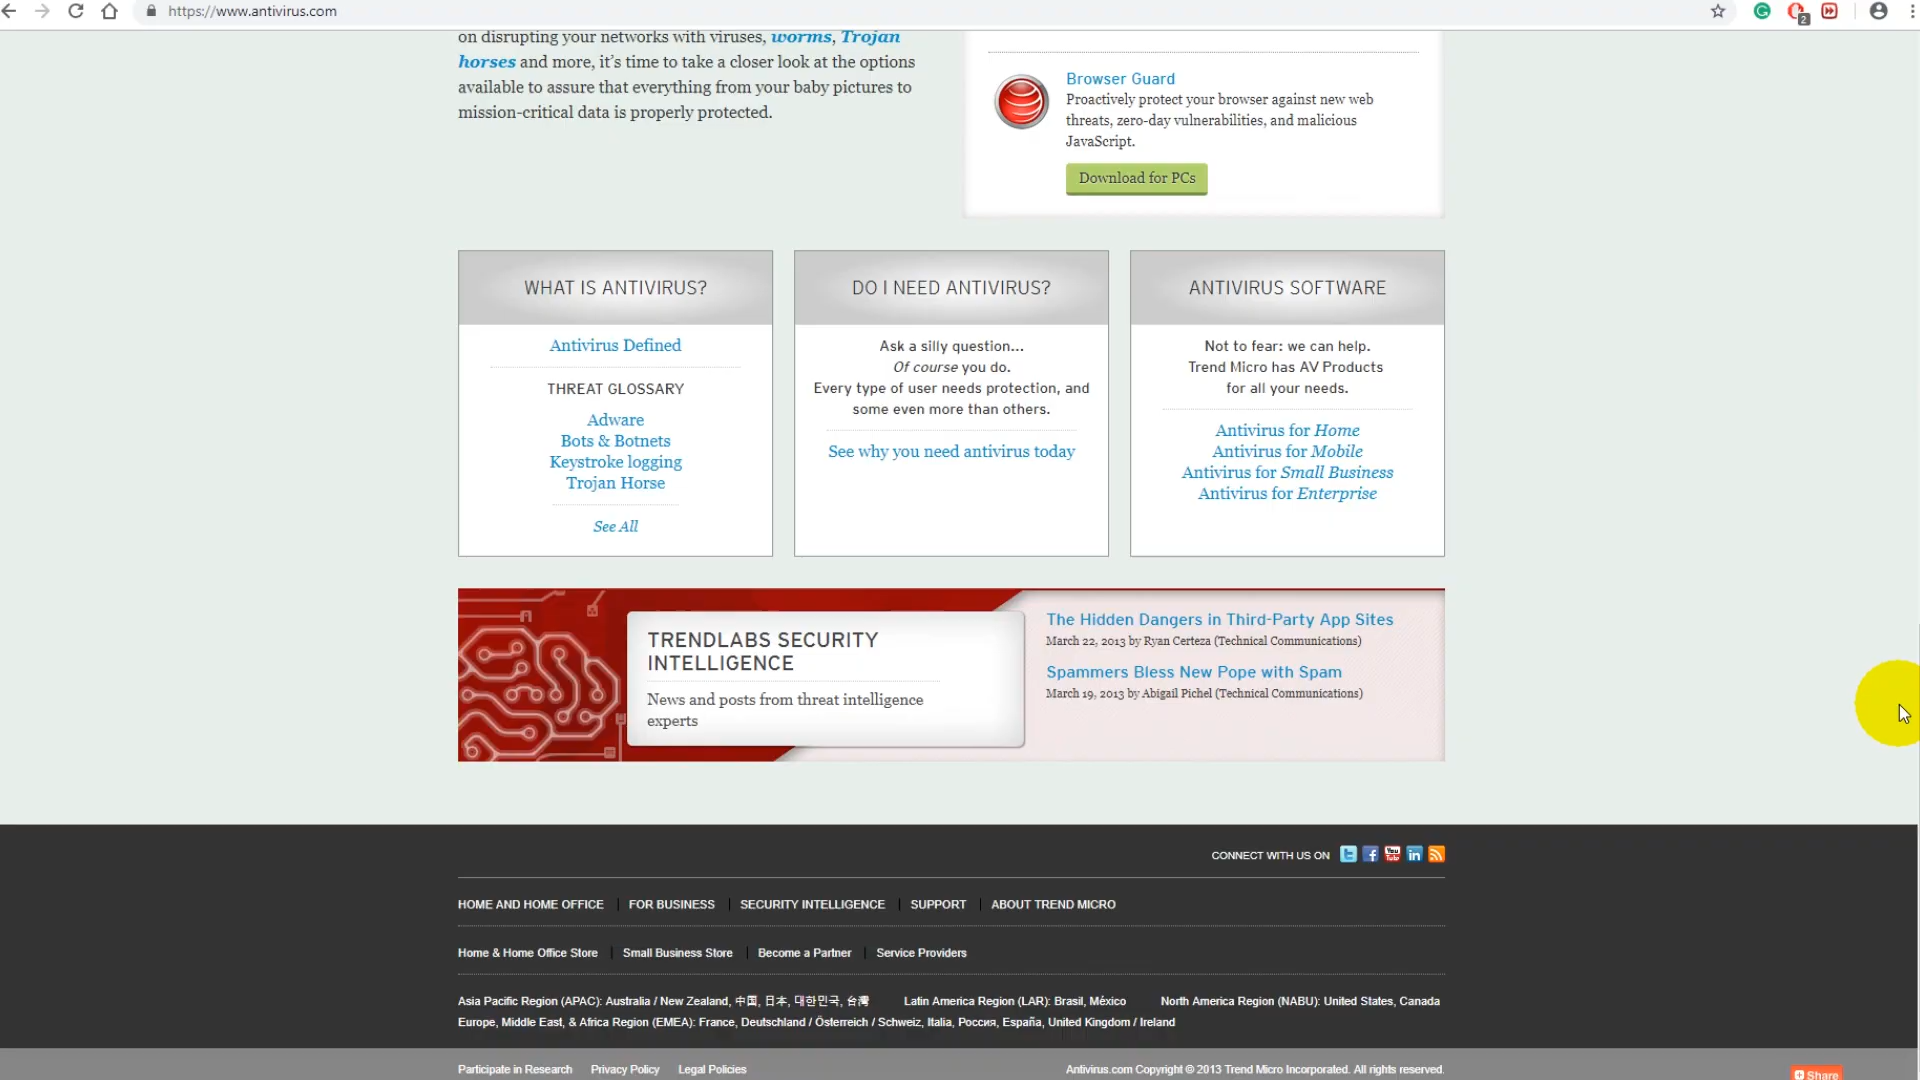 https://www.antivirus.com
2
on disrupting your networks with viruses, worms, Trojan
horses and more, it's time to take a closer look at the options
available to assure that everything from your baby pictures to
mission-critical data is properly protected.
Browser Guard
Proactively protect your browser against new web
threats, zero-day vulnerabilities, and malicious
JavaScript.
Download for PCs
WHAT IS ANTIVIRUS?
Antivirus Defined
THREAT GLOSSARY
Adware
Bots & Botnets
Keystroke logging
Trojan Horse
See All
DO I NEED ANTIVIRUS?
Ask a silly question...
Of course you do.
Every type of user needs protection, and
some even more than others.
See why you need antivirus today
ANTIVIRUS SOFTWARE
Not to fear: we can help.
Trend Micro has AV Products
for all your needs.
Antivirus for Home
Antivirus for Mobile
Antivirus for Small Business
Antivirus for Enterprise
TRENDLABS SECURITY
INTELLIGENCE
News and posts from threat intelligence
experts
The Hidden Dangers in Third-Party App Sites
March 22, 2013 by Ryan Certeza (Technical Communications)
Spammers Bless New Pope with Spam
March 19, 2013 by Abigail Pichel (Technical Communications)
CONNECT WITH US ON
HOME AND HOME OFFICE FOR BUSINESS SECURITY INTELLIGENCE SUPPORT ABOUT TREND MICRO
Home & Home Office Store Small Business Store Become a Partner Service Providers
Asia Pacific Region (APAC): Australia / New Zealand, 中国, 日本, 대한민국, 台灣 Latin America Region (LAR): Brasil, México North America Region (NABU): United States, Canada
Europe, Middle East, & Africa Region (EMEA): France, Deutschland / Österreich / Schweiz, Italia, Россия, España, United Kingdom / Ireland
Participate in Research Privacy Policy Legal Policies Antivirus.com Copyright © 2013 Trend Micro Incorporated. All rights reserved.
Share